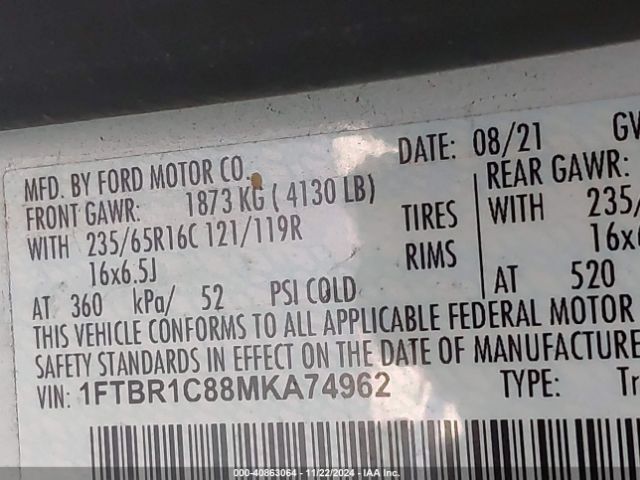 MFD. BY FORD MOTOR CO. DATE: 08/21 GV
FRONT GAWR: 1873 KG ( 4130 LB) REAR GAWR:
WITH 235/65R16C 121/119R TIRES WITH 235/
16x6.5J RIMS 16x6
AT 360 kPa/ 52 PSI COLD AT 520
THIS VEHICLE CONFORMS TO ALL APPLICABLE FEDERAL MOTOR
SAFETY STANDARDS IN EFFECT ON THE DATE OF MANUFACTURE
VIN: 1FTBR1C88MKA74962 TYPE: Tr
000-40863064 - 11/22/2024 - IAA Inc.